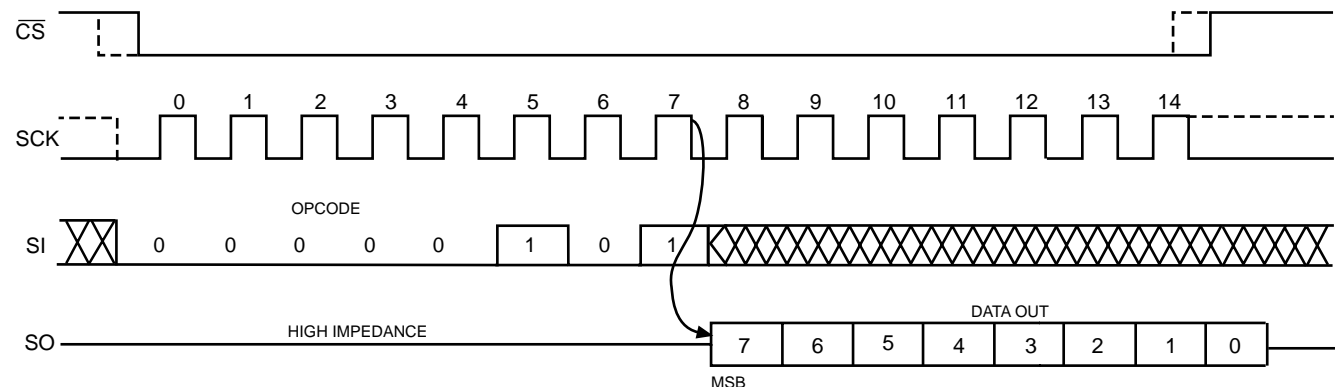 CS
0 1 2 3 4 5 6 7 8 9 10 11 12 13 14
SCK
OPCODE
SI 0 0 0 0 0 1 0 1
DATA OUT
HIGH IMPEDANCE
SO 7 6 5 4 3 2 1 0
MSB